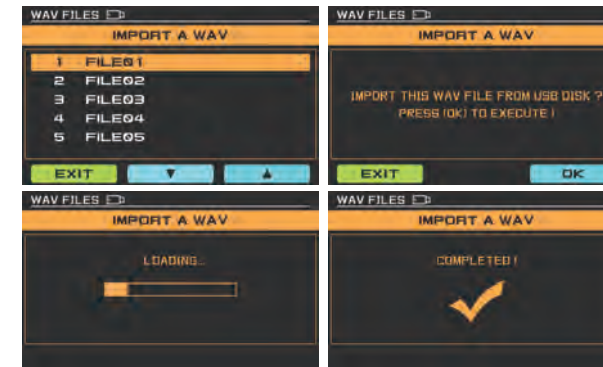 WAV FILES
IMPORT A WAV
1 FILE01
2 FILE02
3 FILE03
4 FILE04
5 FILE05
EXIT ▼ ▲
WAV FILES
IMPORT A WAV
IMPORT THIS WAV FILE FROM USB DISK ?
PRESS [OK] TO EXECUTE !
EXIT OK
WAV FILES
IMPORT A WAV
LOADING...
WAV FILES
IMPORT A WAV
COMPLETED !